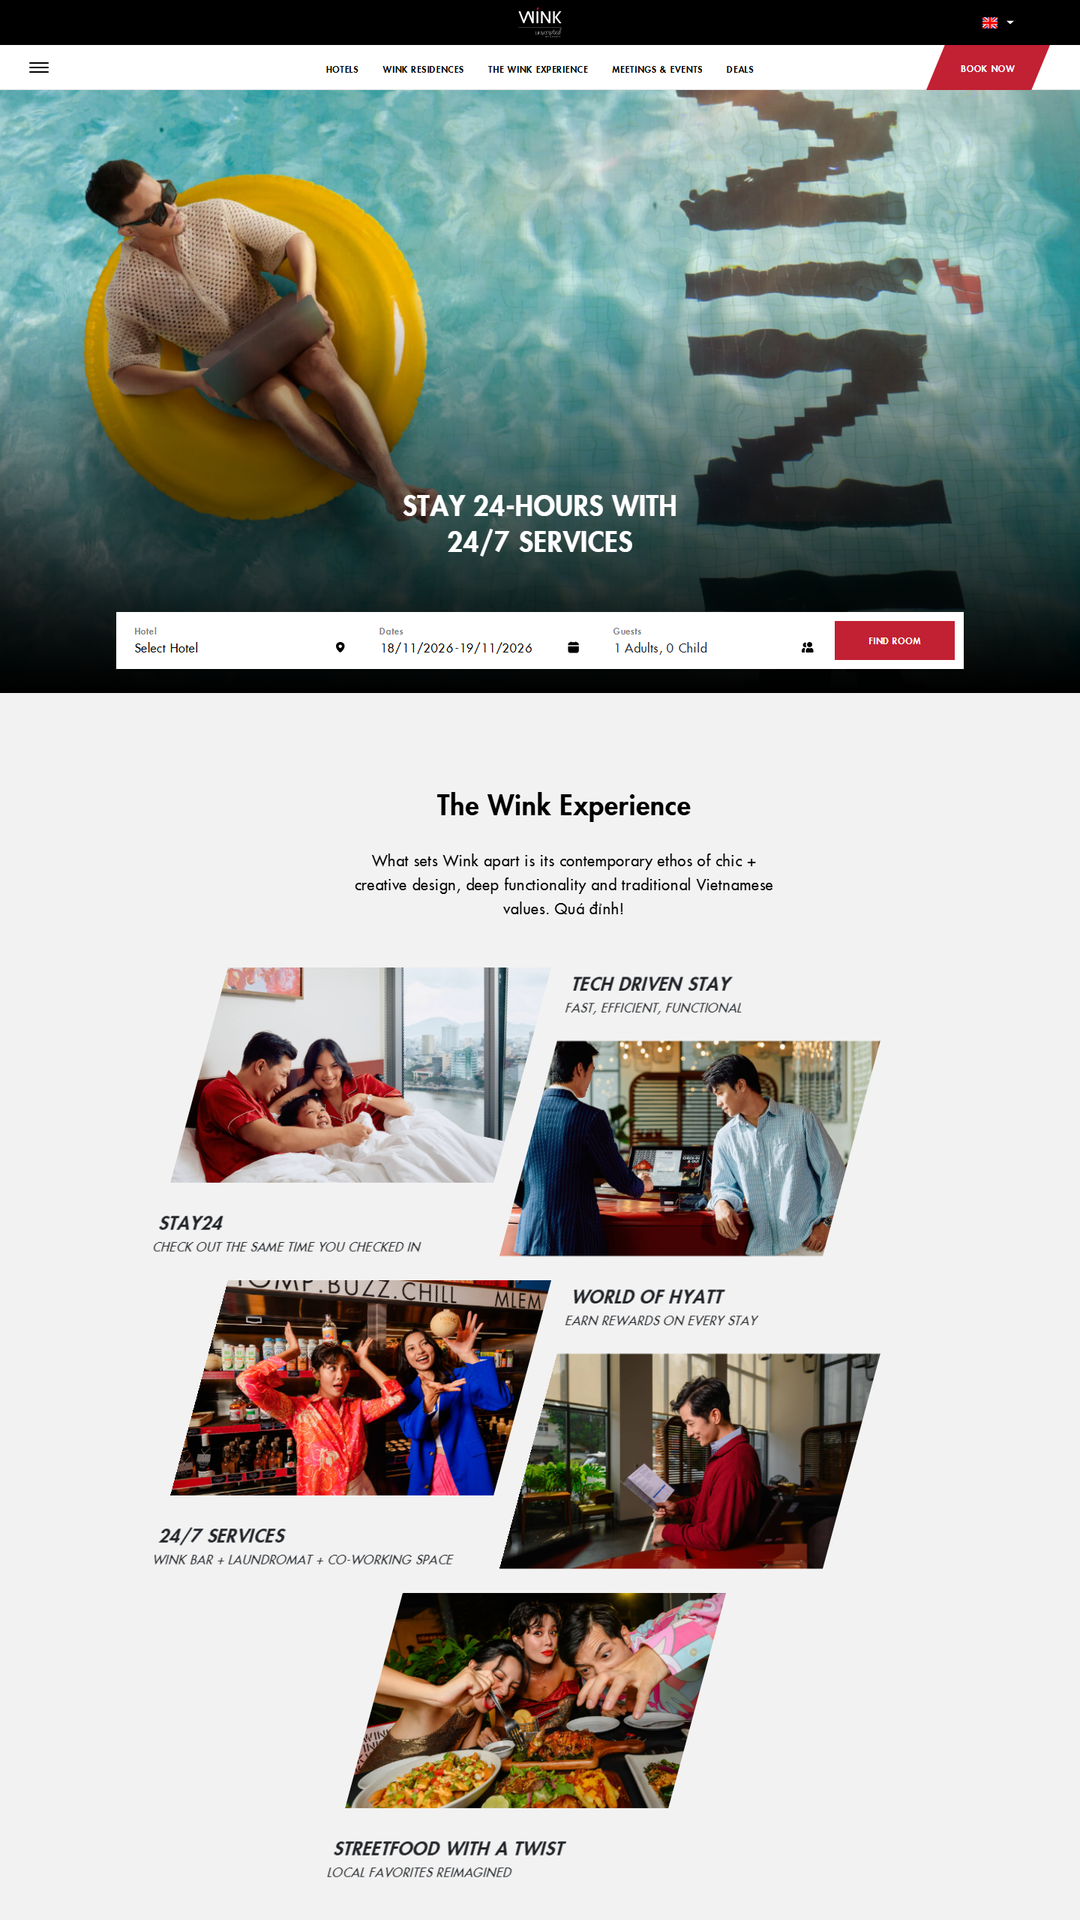 WINK
unscripted
HOTELS WINK RESIDENCES THE WINK EXPERIENCE MEETINGS & EVENTS DEALS
BOOK NOW
STAY 24-HOURS WITH
24/7 SERVICES
Hotel
Select Hotel
Dates
18/11/2026-19/11/2026
Guests
1 Adults, 0 Child
FIND ROOM
The Wink Experience
What sets Wink apart is its contemporary ethos of chic +
creative design, deep functionality and traditional Vietnamese
values. Quá đỉnh!
TECH DRIVEN STAY
FAST, EFFICIENT, FUNCTIONAL
STAY24
CHECK OUT THE SAME TIME YOU CHECKED IN
OMP.BUZZ.CHILL MLEM
WORLD OF HYATT
EARN REWARDS ON EVERY STAY
24/7 SERVICES
WINK BAR + LAUNDROMAT + CO-WORKING SPACE
STREETFOOD WITH A TWIST
LOCAL FAVORITES REIMAGINED